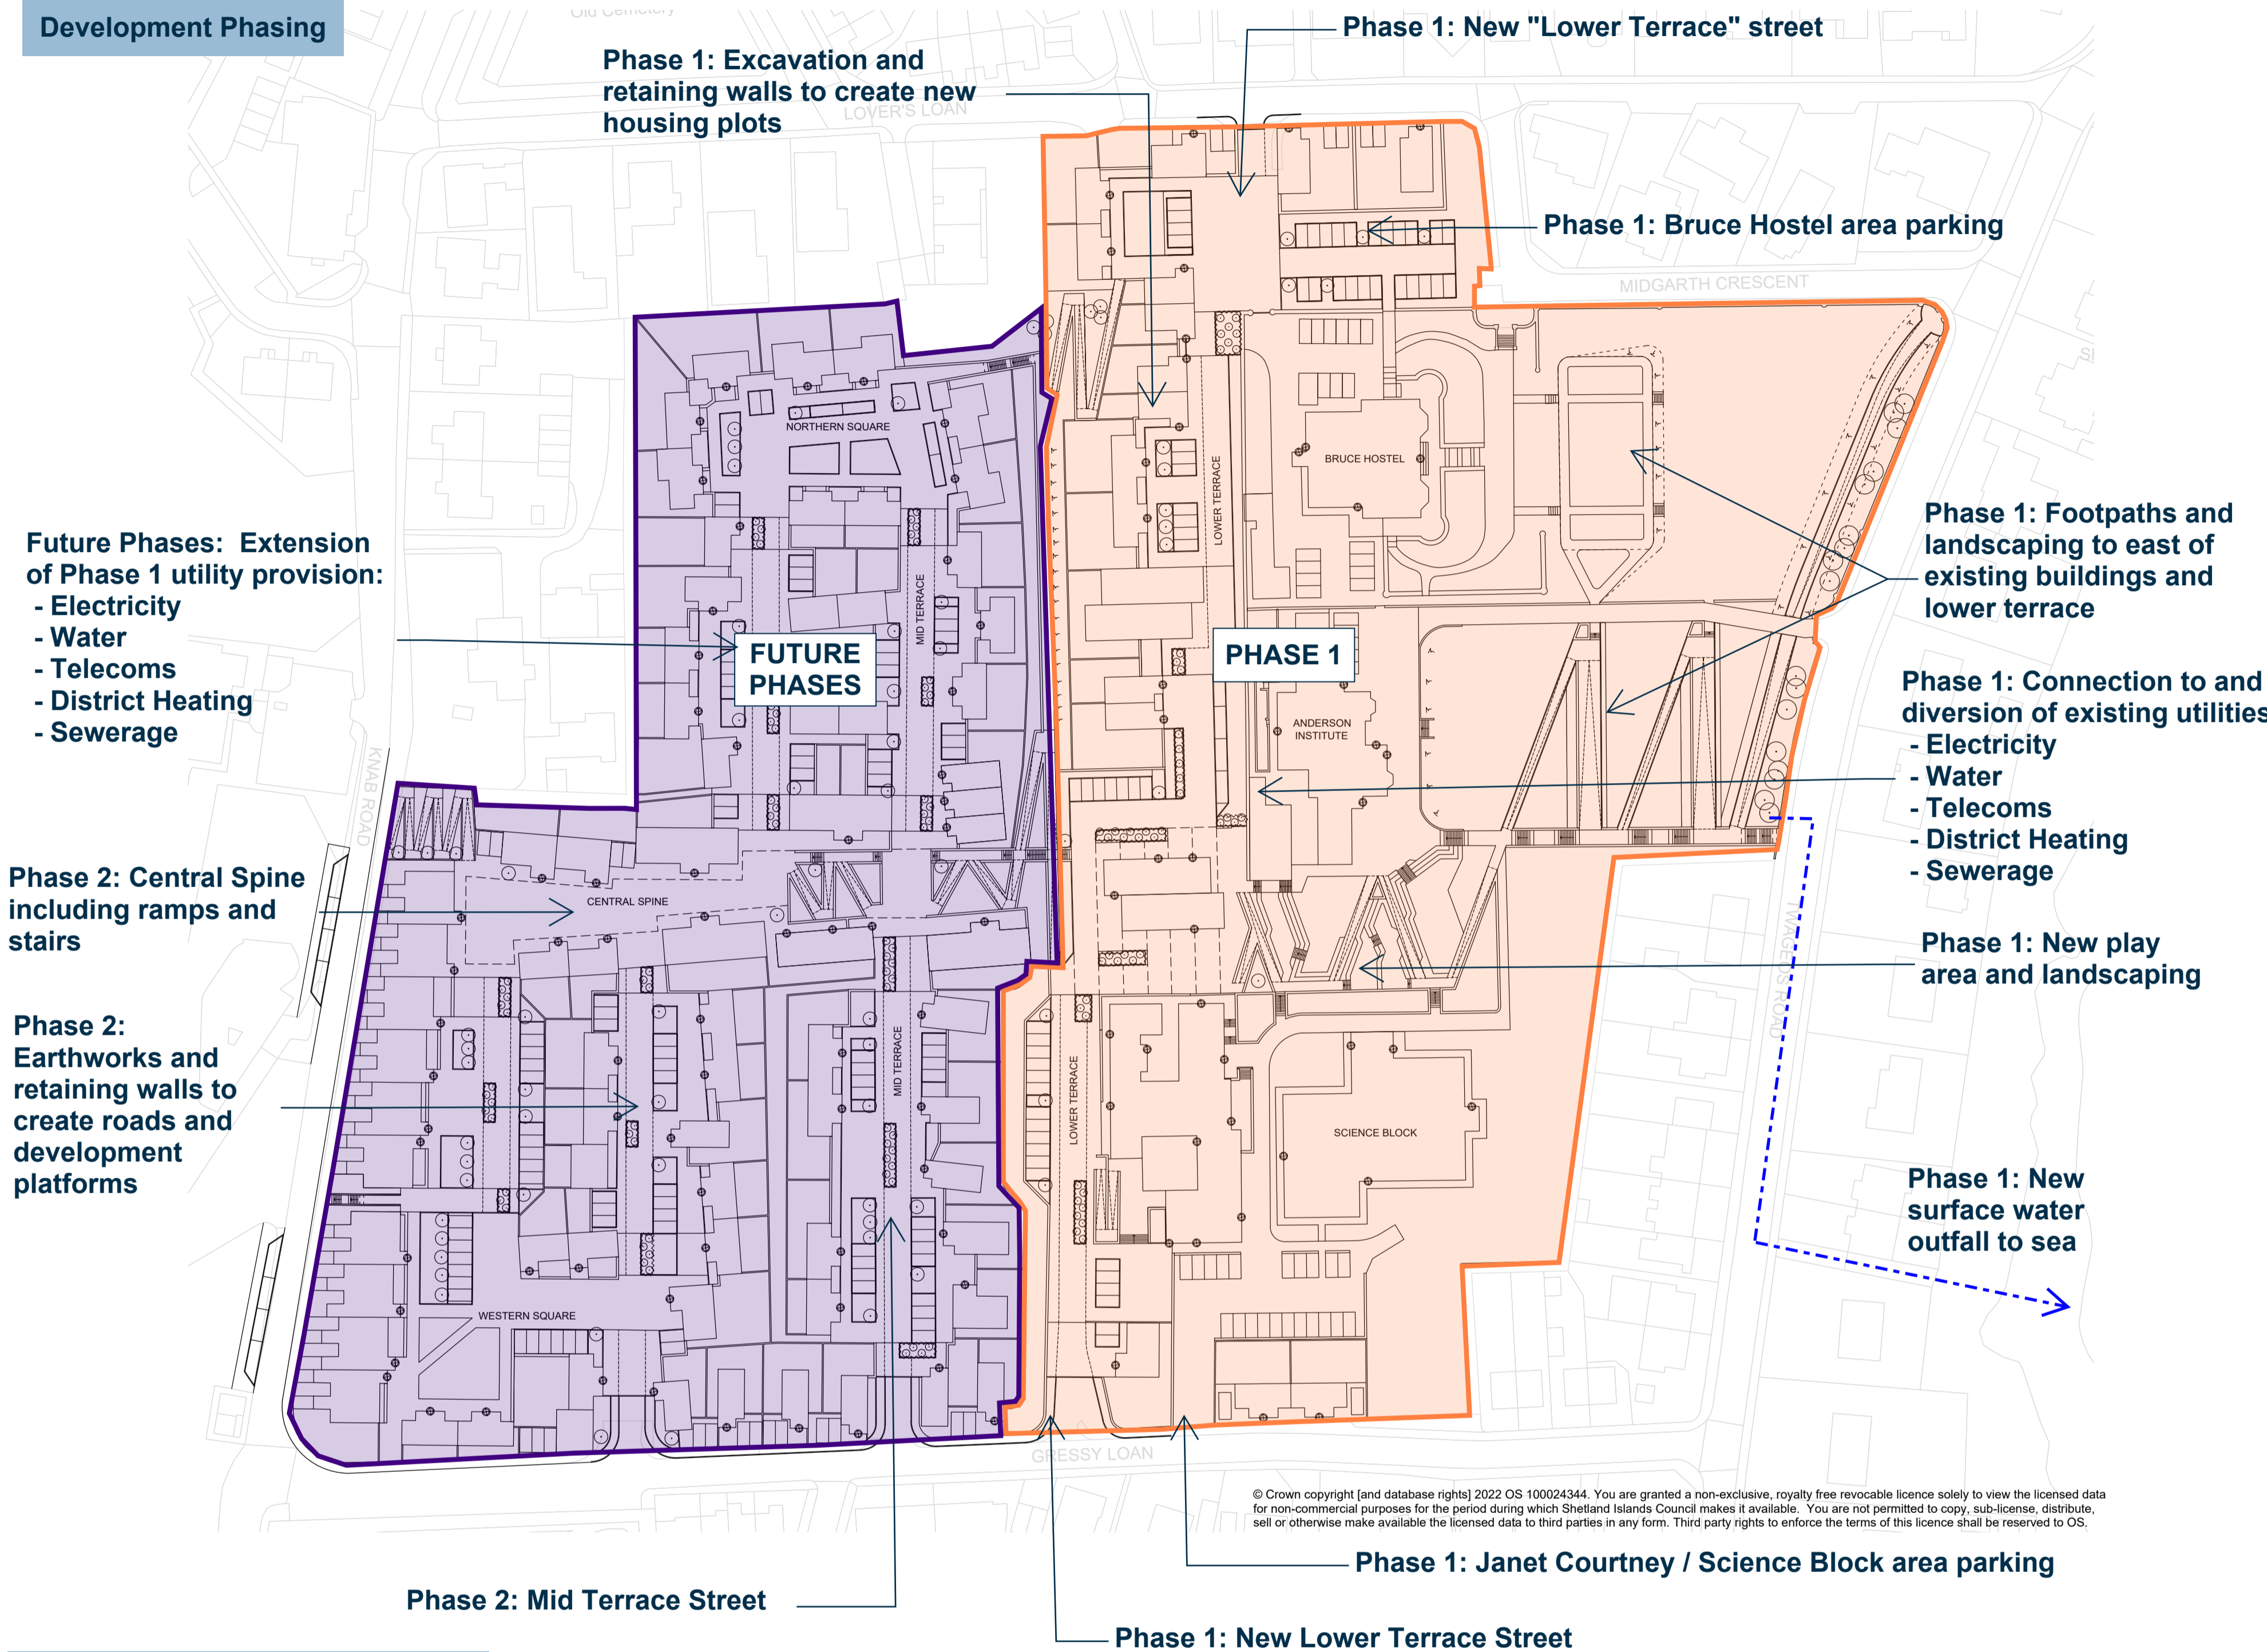 Development Phasing
Old Cemetery
Phase 1: New "Lower Terrace" street
Phase 1: Excavation and
retaining walls to create new
housing plots
LOVER'S LOAN
Phase 1: Bruce Hostel area parking
MIDGARTH CRESCENT
NORTHERN SQUARE
BRUCE HOSTEL
LOWER TERRACE
MID TERRACE
Future Phases: Extension
of Phase 1 utility provision:
- Electricity
- Water
- Telecoms
- District Heating
- Sewerage
FUTURE
PHASES
PHASE 1
Phase 1: Footpaths and
landscaping to east of
existing buildings and
lower terrace
ANDERSON
INSTITUTE
Phase 1: Connection to and
diversion of existing utilities
- Electricity
- Water
- Telecoms
- District Heating
- Sewerage
KNAB ROAD
Phase 2: Central Spine
including ramps and
stairs
CENTRAL SPINE
TWAGEOS ROAD
Phase 1: New play
area and landscaping
Phase 2:
Earthworks and
retaining walls to
create roads and
development
platforms
MID TERRACE
LOWER TERRACE
SCIENCE BLOCK
Phase 1: New
surface water
outfall to sea
WESTERN SQUARE
GRESSY LOAN
© Crown copyright [and database rights] 2022 OS 100024344. You are granted a non-exclusive, royalty free revocable licence solely to view the licensed data
for non-commercial purposes for the period during which Shetland Islands Council makes it available. You are not permitted to copy, sub-license, distribute,
sell or otherwise make available the licensed data to third parties in any form. Third party rights to enforce the terms of this licence shall be reserved to OS.
Phase 1: Janet Courtney / Science Block area parking
Phase 2: Mid Terrace Street
Phase 1: New Lower Terrace Street